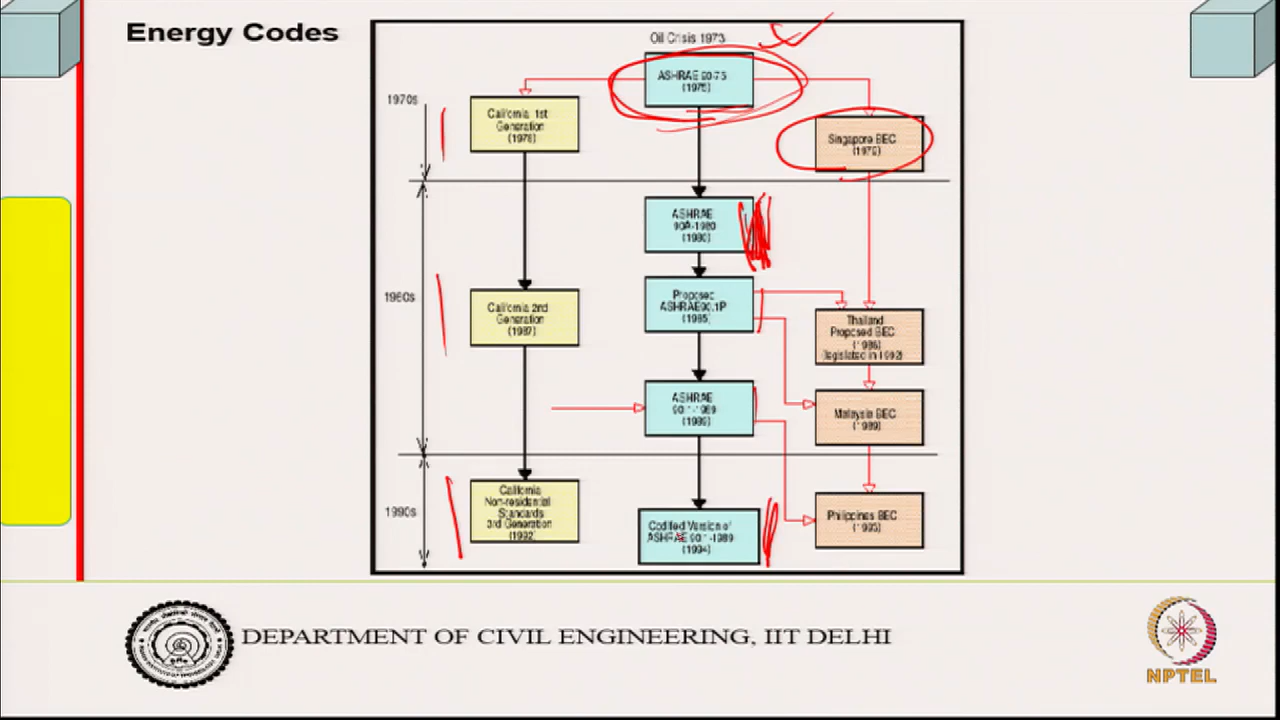 Energy Codes
Oil Crisis 1973
ASHRAE 90-75
(1975)
1970s
California 1st
Generation
(1978)
Singapore BEC
(1979)
ASHRAE
90A-1980
(1980)
1980s
California 2nd
Generation
(1987)
Proposed
ASHRAE90.1P
(1985)
Thailand
Proposed BEC
(1986)
(legislated in 1992)
ASHRAE
90.1-1989
(1989)
Malaysia BEC
(1989)
1990s
California
Non-residential
Standards
3rd Generation
(1992)
Codified Version of
ASHRAE 90.1-1989
(1994)
Philippines BEC
DEPARTMENT OF CIVIL ENGINEERING, IIT DELHI
NPTEL